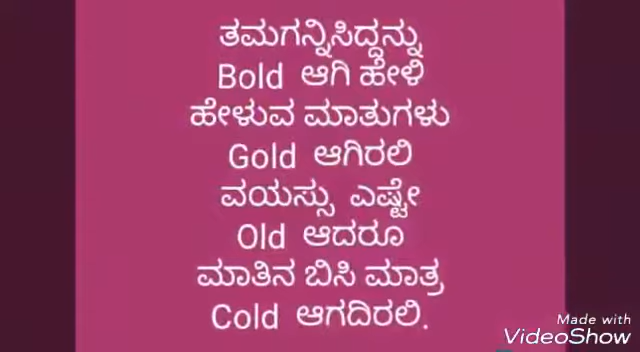 ತಮಗನ್ನಿಸಿದ್ದನ್ನು
Bold ಆಗಿ ಹೇಳಿ
ಹೇಳುವ ಮಾತುಗಳು
Gold ಆಗಿರಲಿ
ವಯಸ್ಸು ಎಷ್ಟೇ
Old ಆದರೂ
ಮಾತಿನ ಬಿಸಿ ಮಾತ್ರ
Cold ಆಗದಿರಲಿ.
Made with
VideoShow